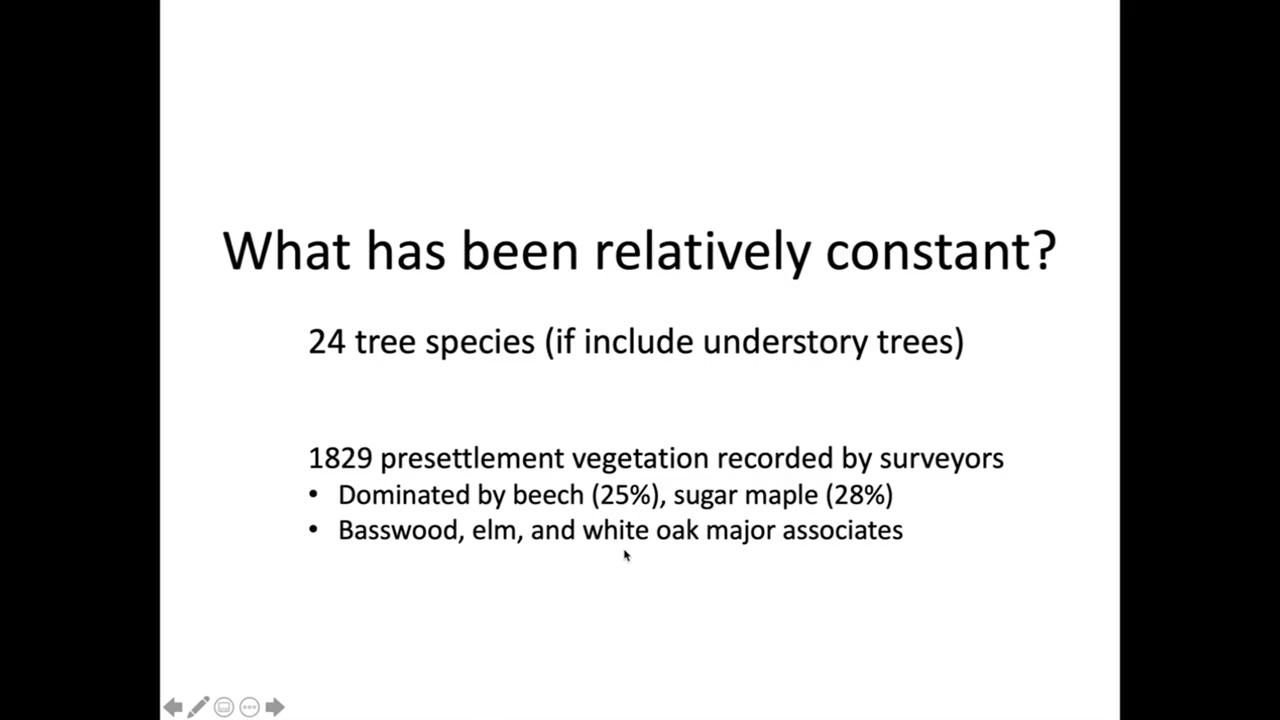 What has been relatively constant?
24 tree species (if include understory trees)
1829 presettlement vegetation recorded by surveyors
• Dominated by beech (25%), sugar maple (28%)
• Basswood, elm, and white oak major associates